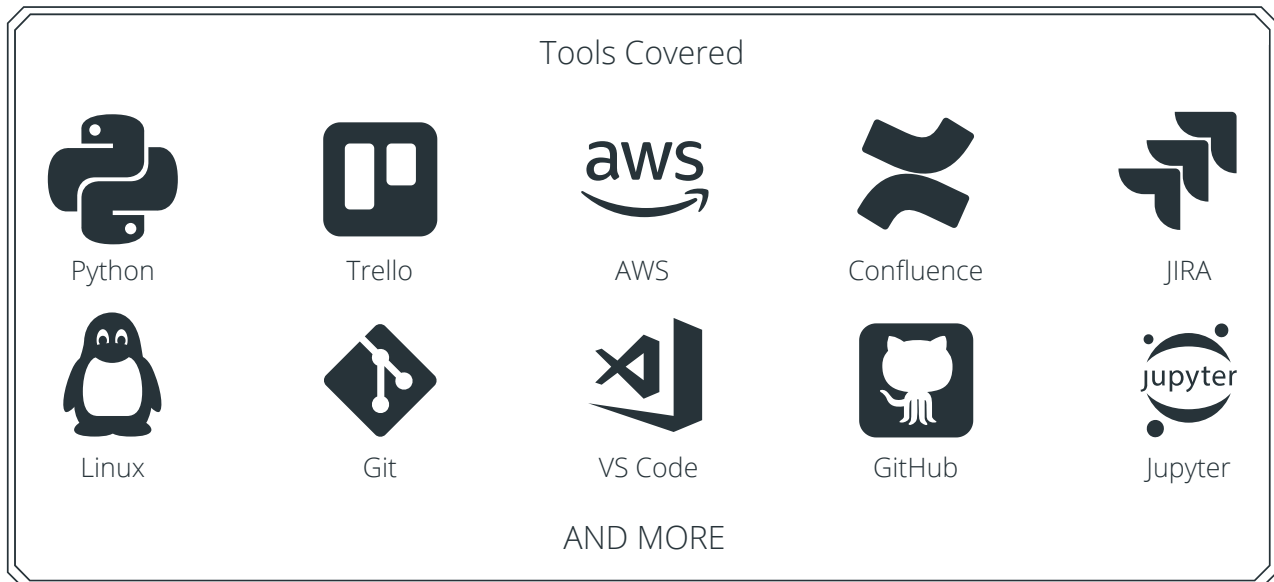 Tools Covered
aws
Python Trello AWS Confluence JIRA
jupyter
Linux Git VS Code GitHub Jupyter
AND MORE